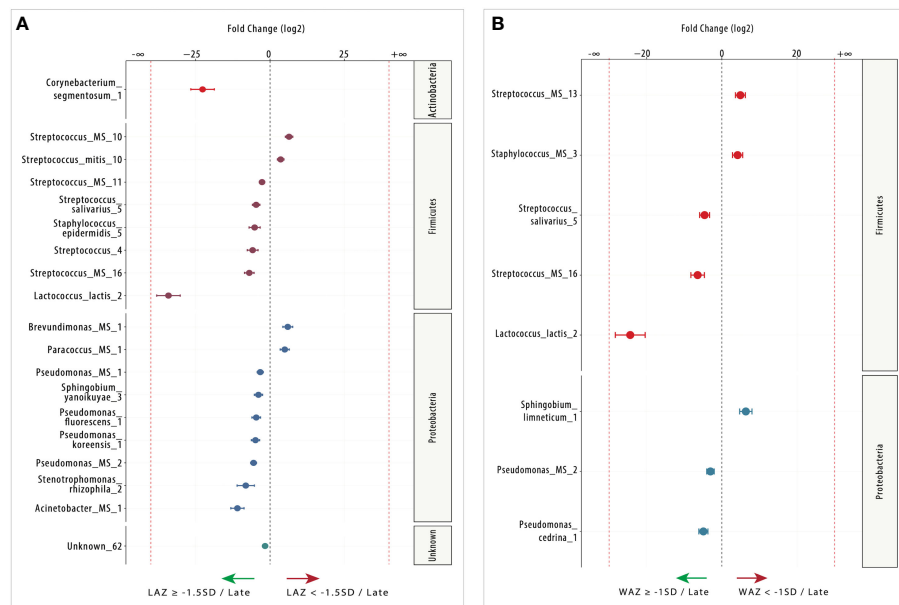 A
Fold Change (log2)
-∞ −25 0 25 +∞
Corynebacterium_
segmentosum_1
Actinobacteria
Streptococcus_MS_10
Streptococcus_mitis_10
Streptococcus_MS_11
Streptococcus_
salivarius_5
Staphylococcus_
epidermidis_5
Streptococcus_4
Streptococcus_MS_16
Lactococcus_lactis_2
Firmicutes
Brevundimonas_MS_1
Paracoccus_MS_1
Pseudomonas_MS_1
Sphingobium_
yanoikuyae_3
Pseudomonas_
fluorescens_1
Pseudomonas_
koreensis_1
Pseudomonas_MS_2
Stenotrophomonas_
rhizophila_2
Acinetobacter_MS_1
Proteobacteria
Unknown_62
Unknown
LAZ ≥ -1.5SD / Late LAZ < -1.5SD / Late
B
Fold Change (log2)
-∞ −20 0 20 +∞
Streptococcus_MS_13
Staphylococcus_MS_3
Streptococcus_
salivarius_5
Streptococcus_MS_16
Lactococcus_lactis_2
Firmicutes
Sphingobium_
limneticum_1
Pseudomonas_MS_2
Pseudomonas_
cedrina_1
Proteobacteria
WAZ ≥ -1SD / Late WAZ < -1SD / Late